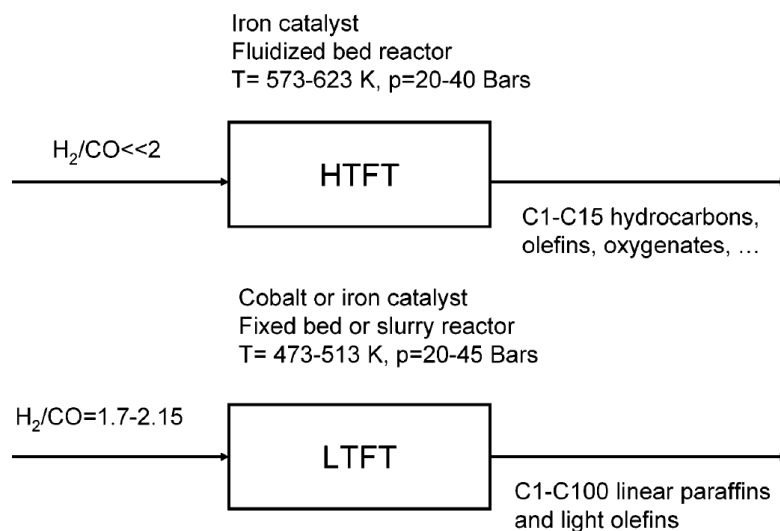 Iron catalyst
Fluidized bed reactor
T= 573-623 K, p=20-40 Bars
H₂/CO<<2
HTFT
C1-C15 hydrocarbons,
olefins, oxygenates, ...
Cobalt or iron catalyst
Fixed bed or slurry reactor
T= 473-513 K, p=20-45 Bars
H₂/CO=1.7-2.15
LTFT
C1-C100 linear paraffins
and light olefins